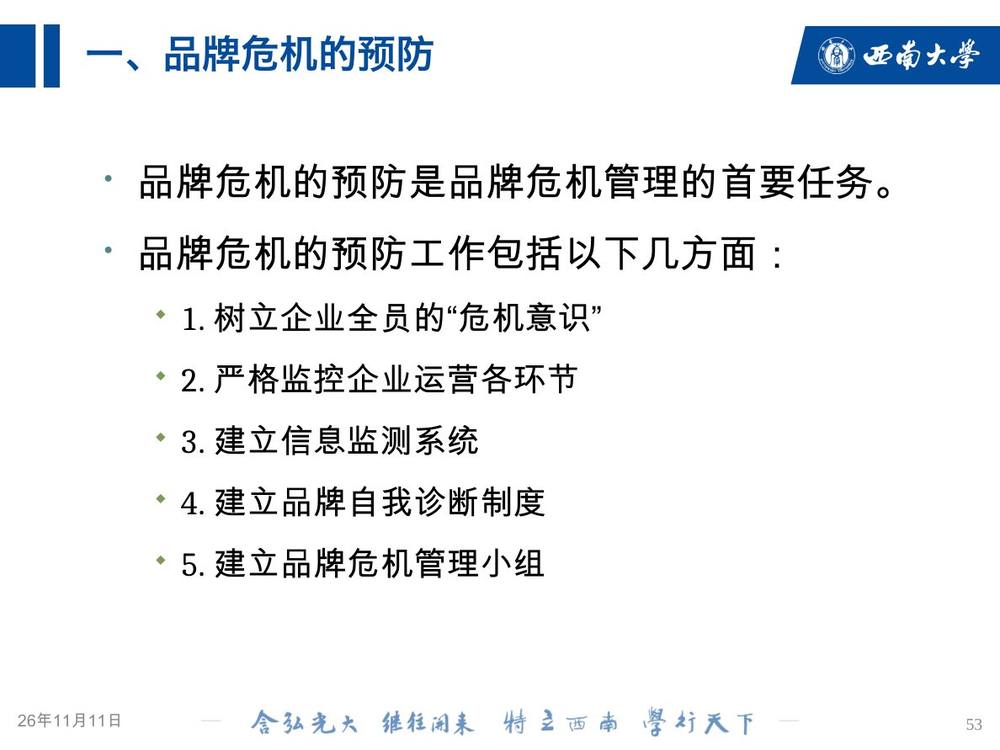 一、品牌危机的预防
西南大学
品牌危机的预防是品牌危机管理的首要任务。
品牌危机的预防工作包括以下几方面：
1. 树立企业全员的“危机意识”
2. 严格监控企业运营各环节
3. 建立信息监测系统
4. 建立品牌自我诊断制度
5. 建立品牌危机管理小组
26年11月11日
含弘光大 继往开来 特立西南 學行天下
53